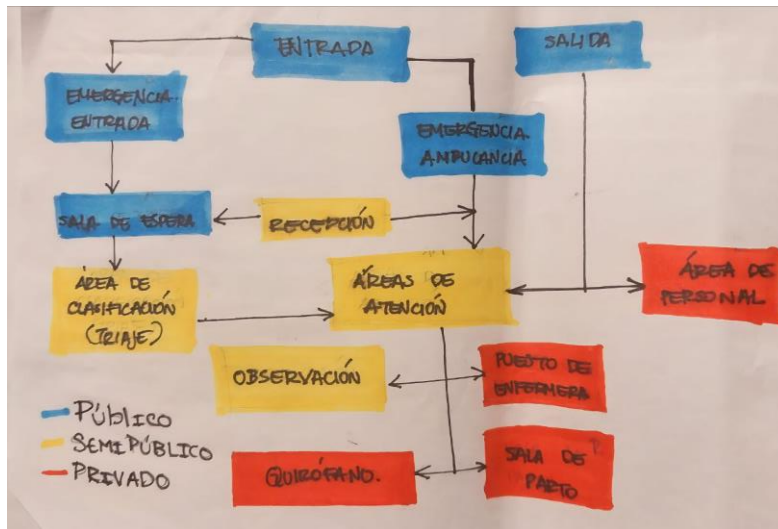 ENTRADA
SALIDA
EMERGENCIA
ENTRADA
EMERGENCIA
AMBULANCIA
SALA DE ESPERA
RECEPCIÓN
ÁREA DE
CLASIFICACIÓN
(TRIAJE)
ÁREAS DE
ATENCIÓN
ÁREA DE
PERSONAL
OBSERVACIÓN
PUESTO DE
ENFERMERA
QUIRÓFANO.
SALA DE
PARTO
PÚBLICO
SEMIPÚBLICO
PRIVADO